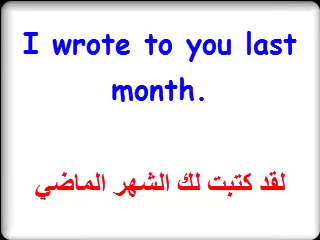 I wrote to you last
month.
لقد كتبت لك الشهر الماضي